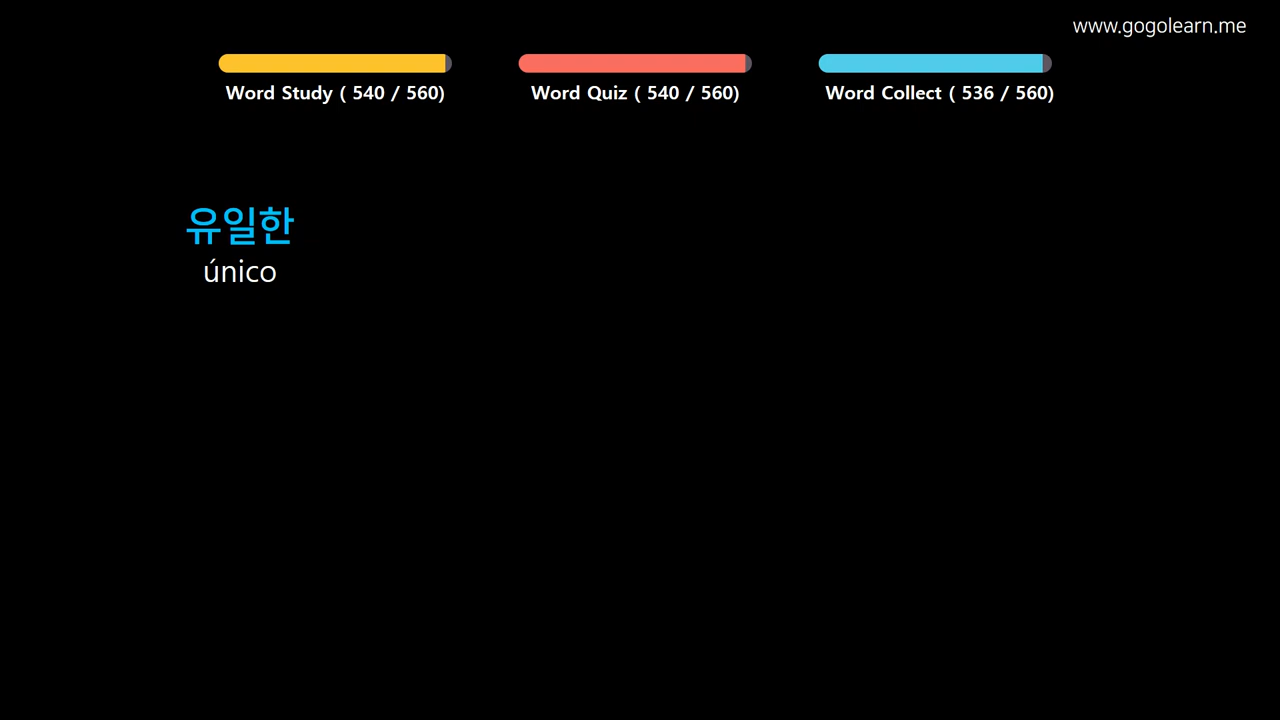 www.gogolearn.me
Word Study ( 540 / 560)
Word Quiz ( 540 / 560)
Word Collect ( 536 / 560)
유일한
único